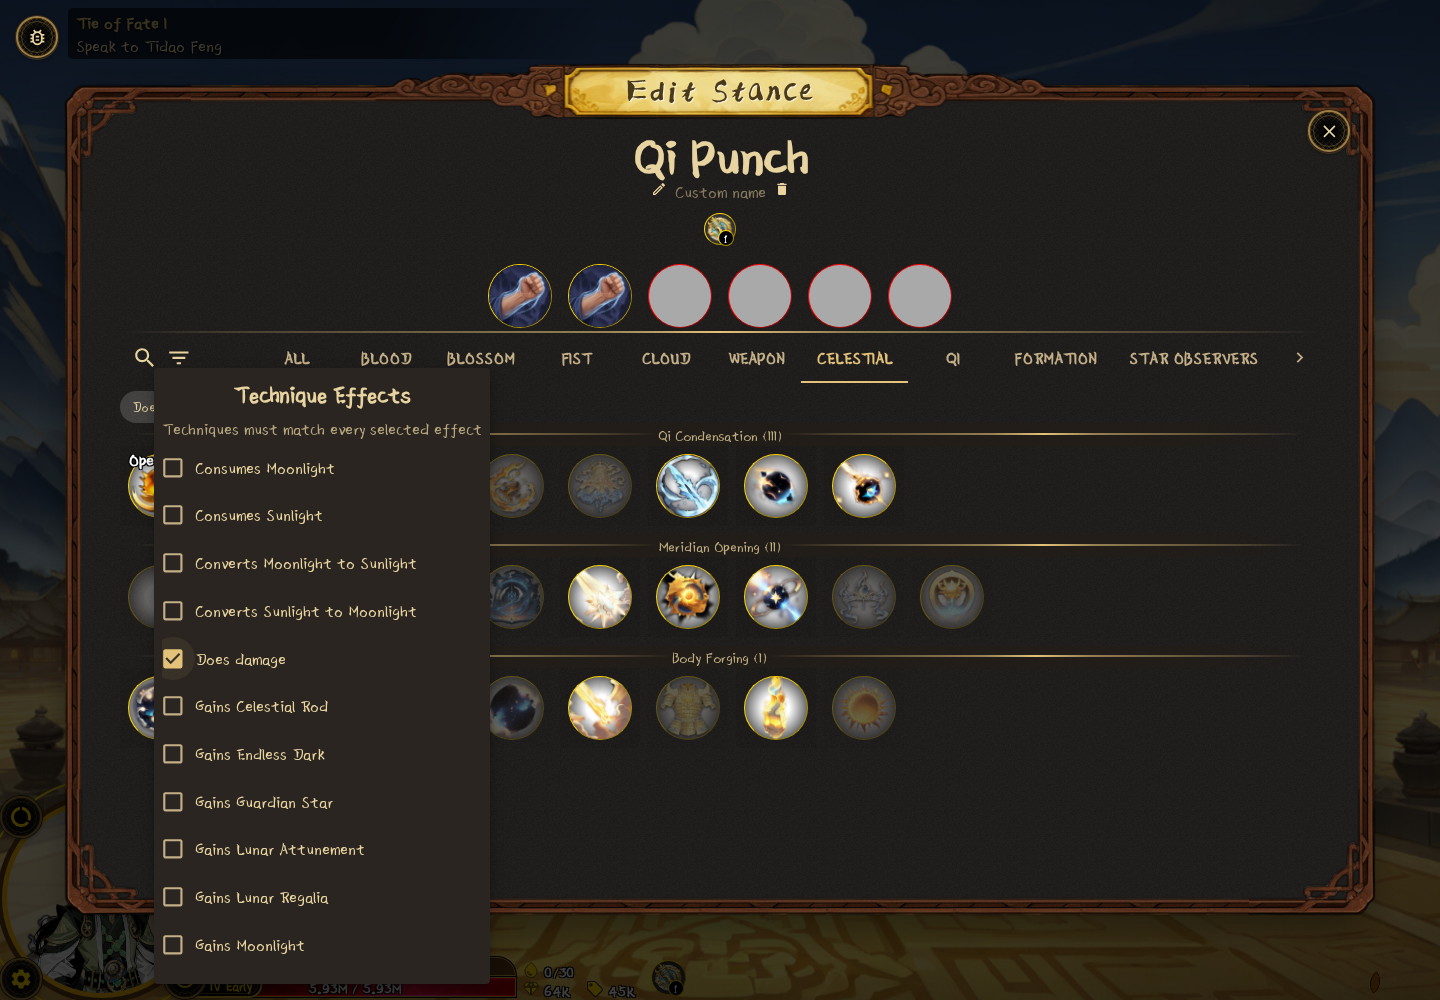 Tie of Fate I
Speak to Tidao Feng
Edit Stance
Qi Punch
Custom name
ALL BLOOD BLOSSOM FIST CLOUD WEAPON CELESTIAL QI FORMATION STAR OBSERVERS
Technique Effects
Techniques must match every selected effect
Consumes Moonlight
Consumes Sunlight
Converts Moonlight to Sunlight
Converts Sunlight to Moonlight
Does damage
Gains Celestial Rod
Gains Endless Dark
Gains Guardian Star
Gains Lunar Attunement
Gains Lunar Regalia
Gains Moonlight
Does
Qi Condensation (III)
Ope
Meridian Opening (II)
Body Forging (I)
IV Early
5.93M / 5.93M
0/30
64K
45K